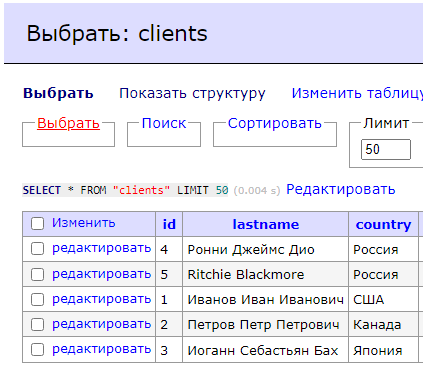 Выбрать: clients
Выбрать Показать структуру Изменить таблицу
Выбрать Поиск Сортировать Лимит
50
SELECT * FROM "clients" LIMIT 50 (0.004 s) Редактировать
Изменить id lastname country
редактировать 4 Ронни Джеймс Дио Россия
редактировать 5 Ritchie Blackmore Россия
редактировать 1 Иванов Иван Иванович США
редактировать 2 Петров Петр Петрович Канада
редактировать 3 Иоганн Себастьян Бах Япония